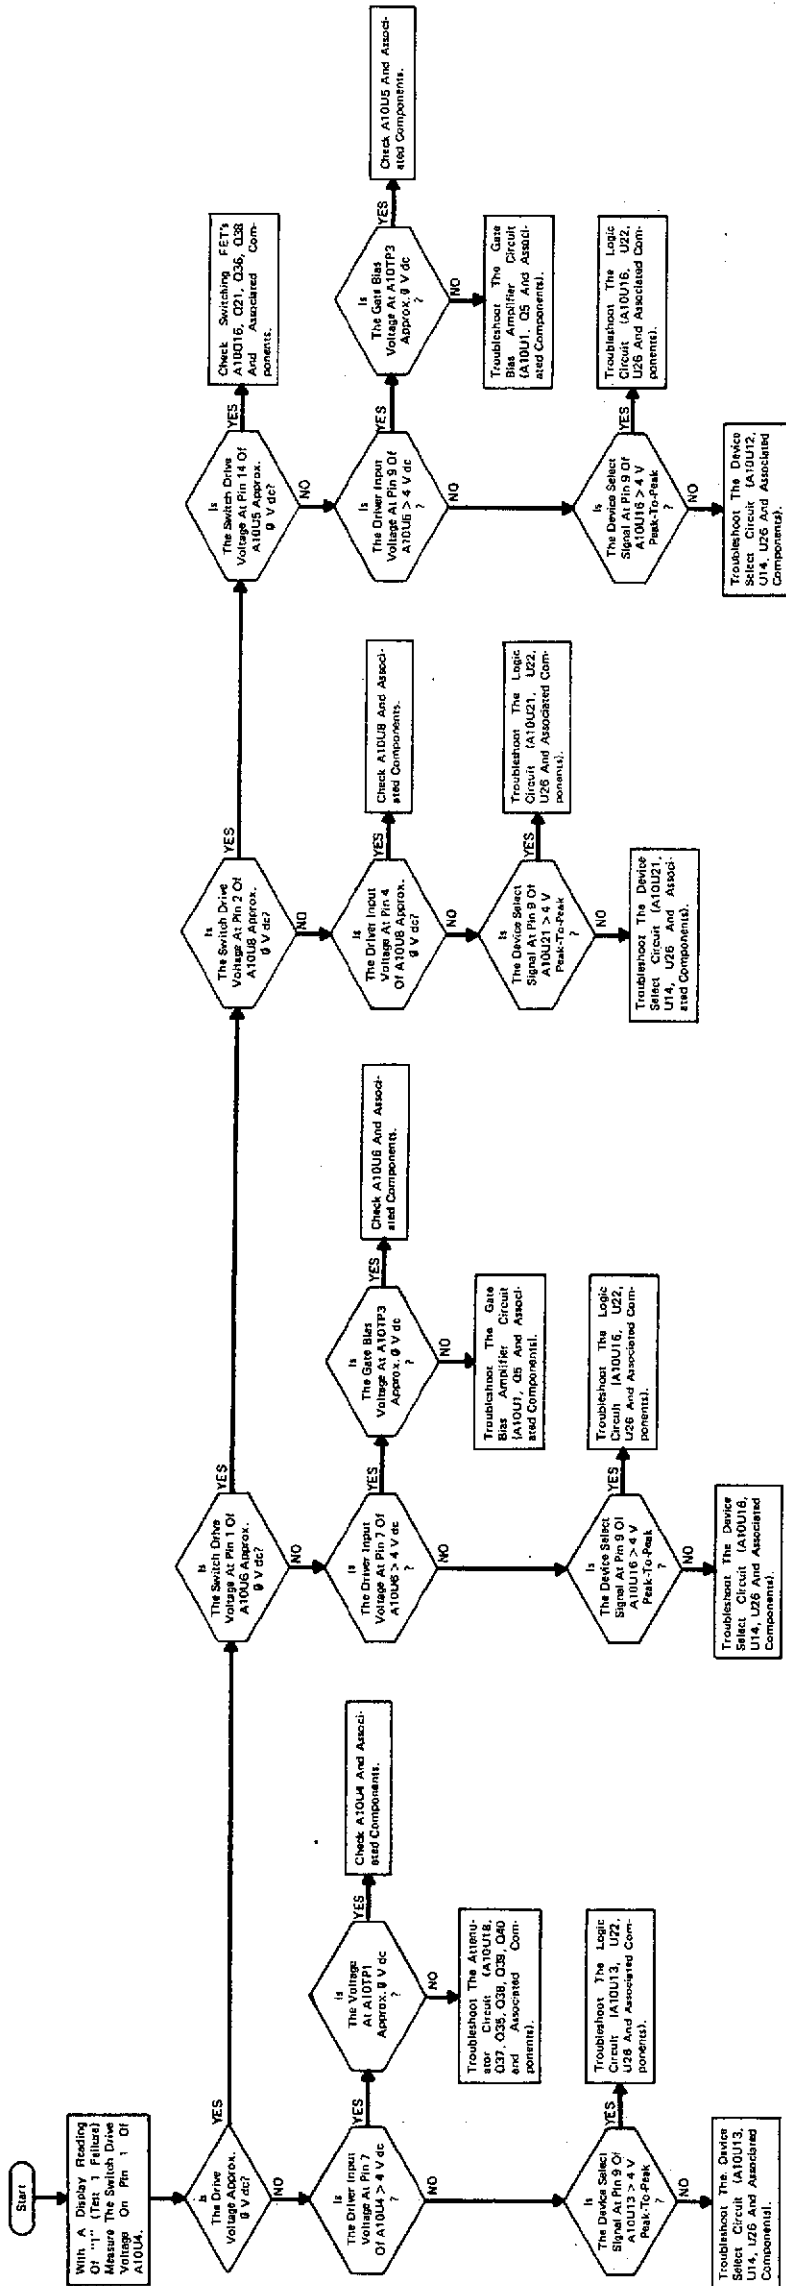 Start
With A Display Reading
Of "1" (Test 1 Failure)
Measure The Switch Drive
Voltage On Pin 1 Of
A10U4.
Is
The Drive
Voltage Approx.
0 V dc?
YES
NO
Is
The Driver Input
Voltage At Pin 7
Of A10U4 > 4 V dc
?
YES
NO
Is
The Voltage
At A10TP1
Approx. 0 V dc
?
YES
NO
Check A10U4 And Associ-
ated Components.
Troubleshoot The Attenu-
ator Circuit (A10U18,
Q37, Q35, Q38, Q39, Q40
and Associated Com-
ponents).
Is
The Device Select
Signal At Pin 9 Of
A10U13 > 4 V
Peak-To-Peak
?
YES
NO
Troubleshoot The Logic
Circuit (A10U13, U22,
U26 And Associated Com-
ponents).
Troubleshoot The Device
Select Circuit (A10U13,
U14, U26 And Associated
Components).
Is
The Switch Drive
Voltage At Pin 1 Of
A10U6 Approx.
0 V dc?
YES
NO
Is
The Driver Input
Voltage At Pin 7 Of
A10U6 > 4 V dc
?
YES
NO
Is
The Gate Bias
Voltage At A10TP3
Approx. 0 V dc
?
YES
NO
Check A10U6 And Associ-
ated Components.
Troubleshoot The Gate
Bias Amplifier Circuit
(A10U1, Q5 And Associ-
ated Components).
Is
The Device Select
Signal At Pin 9 Of
A10U16 > 4 V
Peak-To-Peak
?
YES
NO
Troubleshoot The Logic
Circuit (A10U16, U22,
U26 And Associated Com-
ponents).
Troubleshoot The Device
Select Circuit (A10U16,
U14, U26 And Associated
Components).
Is
The Switch Drive
Voltage At Pin 2 Of
A10U8 Approx.
0 V dc?
YES
NO
Is
The Driver Input
Voltage At Pin 4
Of A10U8 Approx.
0 V dc?
YES
NO
Check A10U8 And Associ-
ated Components.
Is
The Device Select
Signal At Pin 9 Of
A10U21 > 4 V
Peak-To-Peak
?
YES
NO
Troubleshoot The Logic
Circuit (A10U21, U22,
U26 And Associated Com-
ponents).
Troubleshoot The Device
Select Circuit (A10U21,
U14, U26 And Associ-
ated Components).
Is
The Switch Drive
Voltage At Pin 14 Of
A10U5 Approx.
0 V dc?
YES
NO
Check Switching FET's
A10Q16, Q21, Q36, Q38
And Associated Com-
ponents.
Is
The Driver Input
Voltage At Pin 9 Of
A10U5 > 4 V dc
?
YES
NO
Is
The Gate Bias
Voltage At A10TP3
Approx. 0 V dc
?
YES
NO
Check A10U5 And Associ-
ated Components.
Troubleshoot The Gate
Bias Amplifier Circuit
(A10U1, Q5 And Associ-
ated Components).
Is
The Device Select
Signal At Pin 9 Of
A10U16 > 4 V
Peak-To-Peak
?
YES
NO
Troubleshoot The Logic
Circuit (A10U16, U22,
U26 And Associated Com-
ponents).
Troubleshoot The Device
Select Circuit (A10U12,
U14, U26 And Associated
Components).